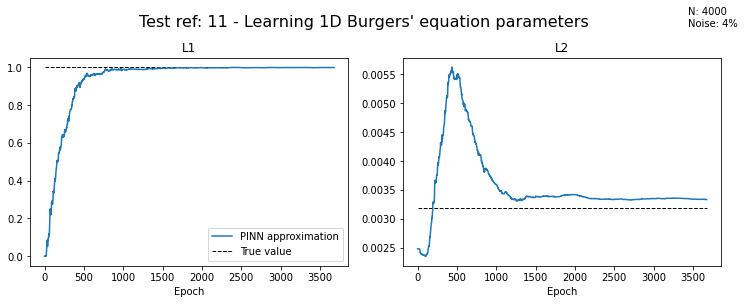 Test ref: 11 - Learning 1D Burgers' equation parameters
N: 4000
Noise: 4%
L1
1.0
0.8
0.6
0.4
0.2
0.0
0 500 1000 1500 2000 2500 3000 3500
Epoch
PINN approximation
True value
L2
0.0055
0.0050
0.0045
0.0040
0.0035
0.0030
0.0025
0 500 1000 1500 2000 2500 3000 3500
Epoch